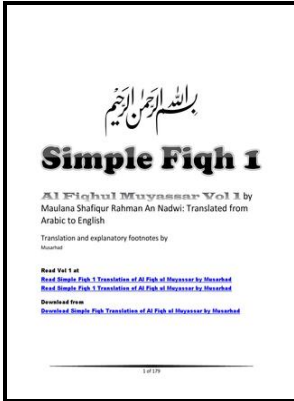 بسم الله الرحمن الرحيم
Simple Fiqh 1
Al Fiqhul Muyassar Vol 1 by
Maulana Shafiqur Rahman An Nadwi: Translated from
Arabic to English
Translation and explanatory footnotes by
Musarhad
Read Vol 1 at
Read Simple Fiqh 1 Translation of Al Fiqh ul Muyassar by Musarhad
Read Simple Fiqh 1 Translation of Al Fiqh ul Muyassar by Musarhad
Download from
Download Simple Fiqh Translation of Al Fiqh ul Muyassar by Musarhad
1 of 179